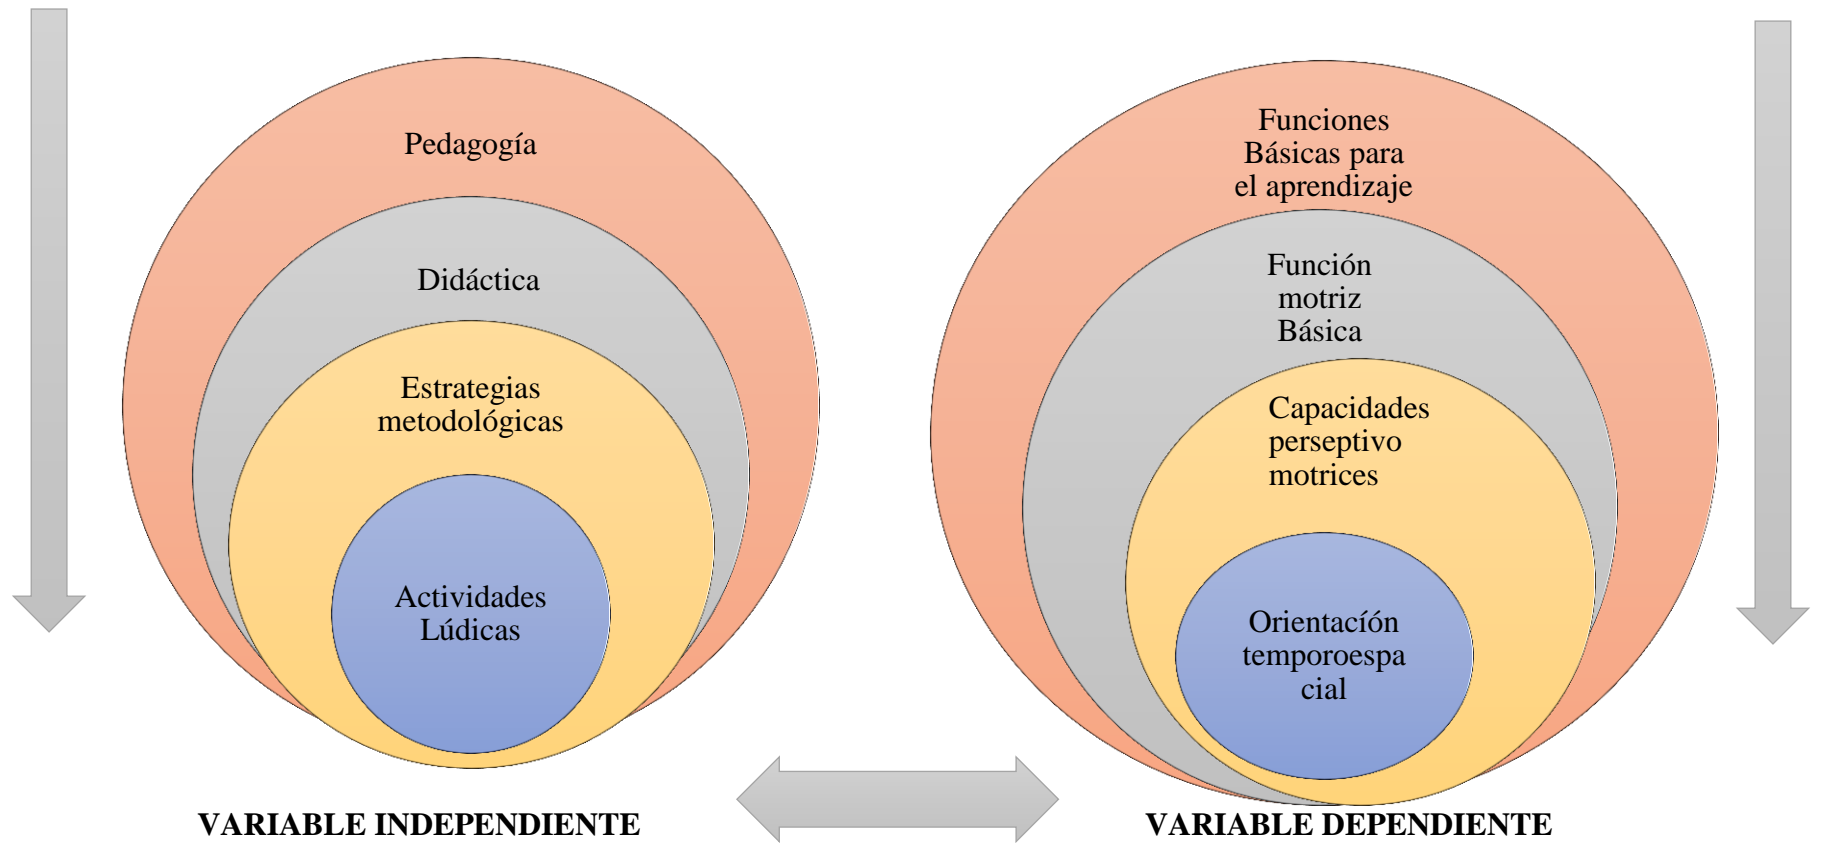 Pedagogía
Didáctica
Estrategias
metodológicas
Actividades
Lúdicas
VARIABLE INDEPENDIENTE
Funciones
Básicas para
el aprendizaje
Función
motriz
Básica
Capacidades
perseptivo
motrices
Orientacíón
temporoespa
cial
VARIABLE DEPENDIENTE